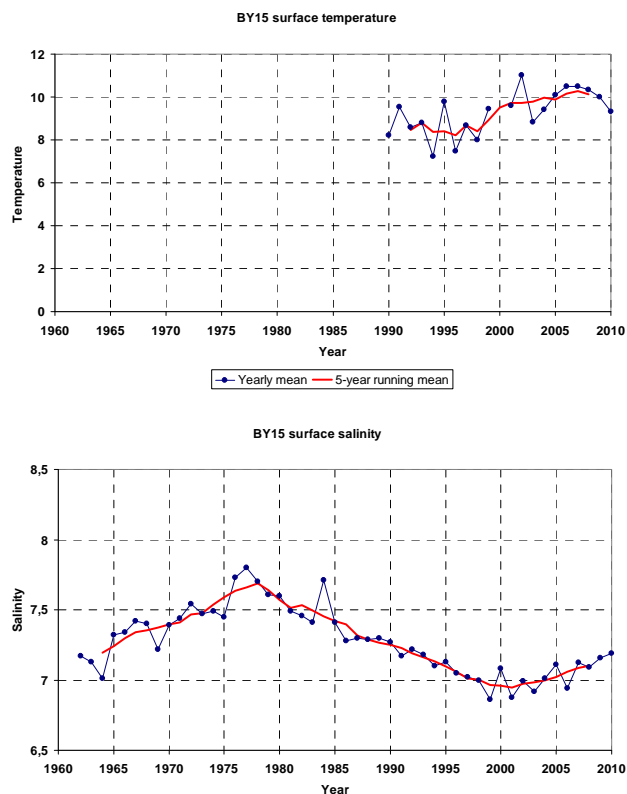 BY15 surface temperature
12
10
8
6
4
2
0
Temperature
1960 1965 1970 1975 1980 1985 1990 1995 2000 2005 2010
Year
Yearly mean 5-year running mean
BY15 surface salinity
8,5
8
7,5
7
6,5
Salinity
1960 1965 1970 1975 1980 1985 1990 1995 2000 2005 2010
Year